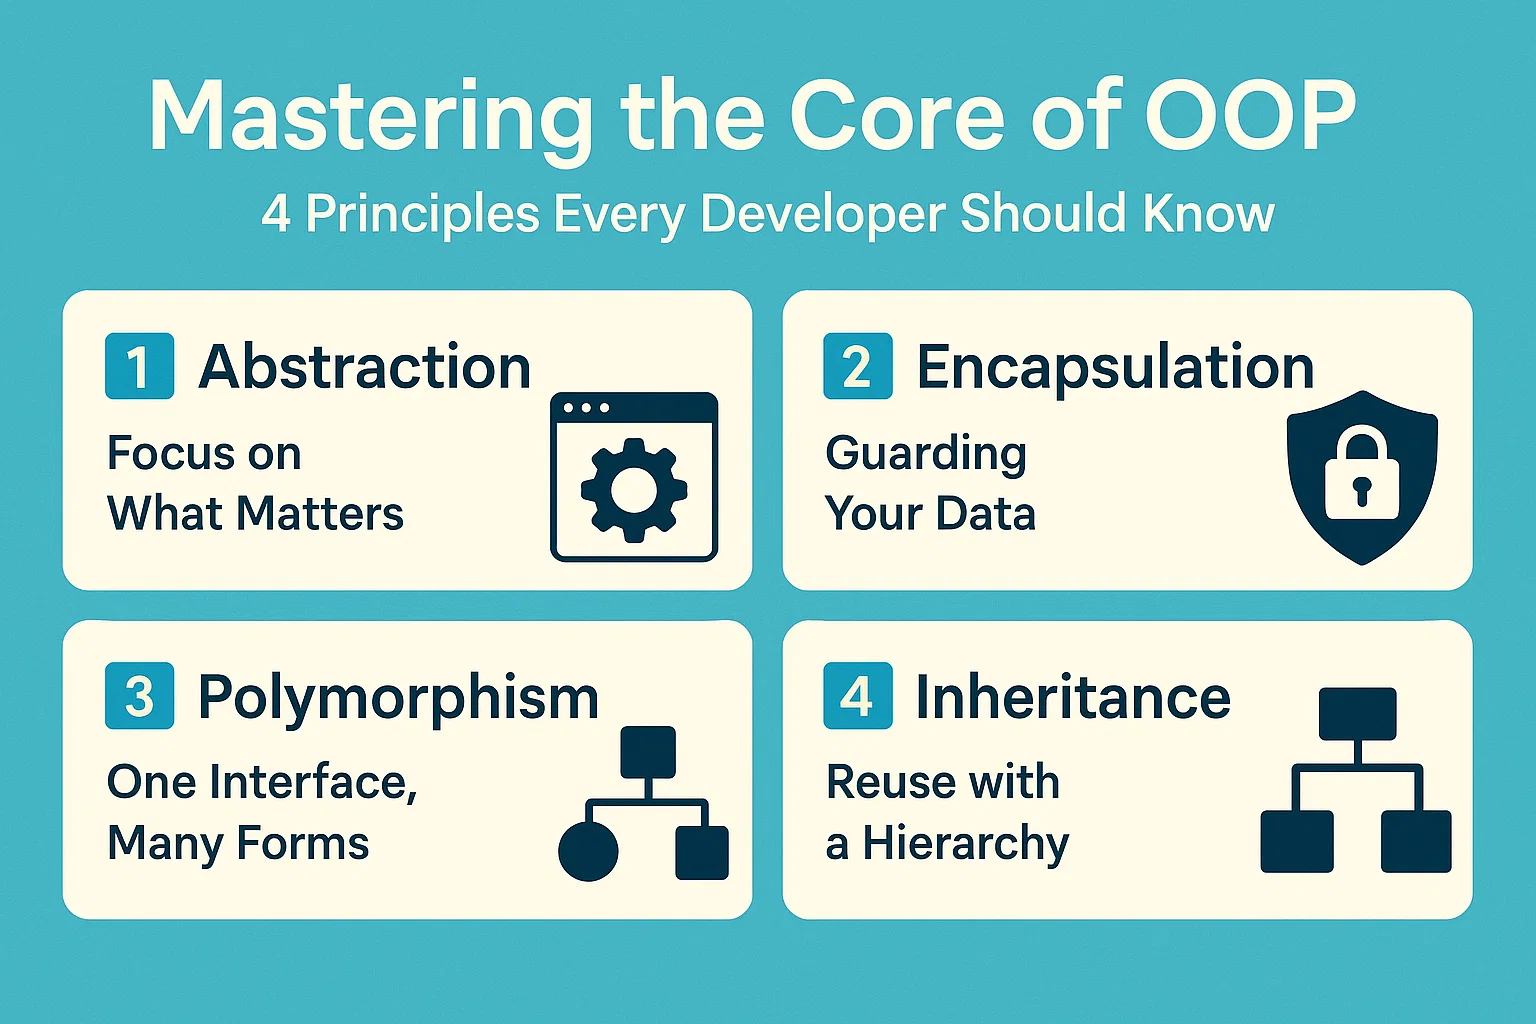 Mastering the Core of OOP
4 Principles Every Developer Should Know
1 Abstraction
Focus on
What Matters
2 Encapsulation
Guarding
Your Data
3 Polymorphism
One Interface,
Many Forms
4 Inheritance
Reuse with
a Hierarchy